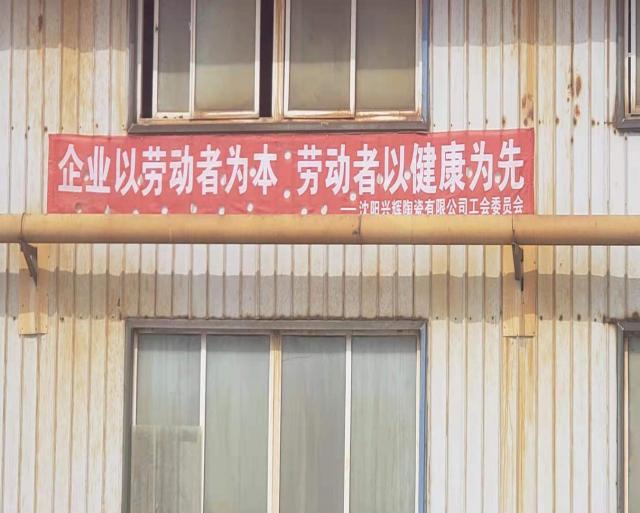 企业以劳动者为本 劳动者以健康为先
——沈阳兴辉陶瓷有限公司工会委员会